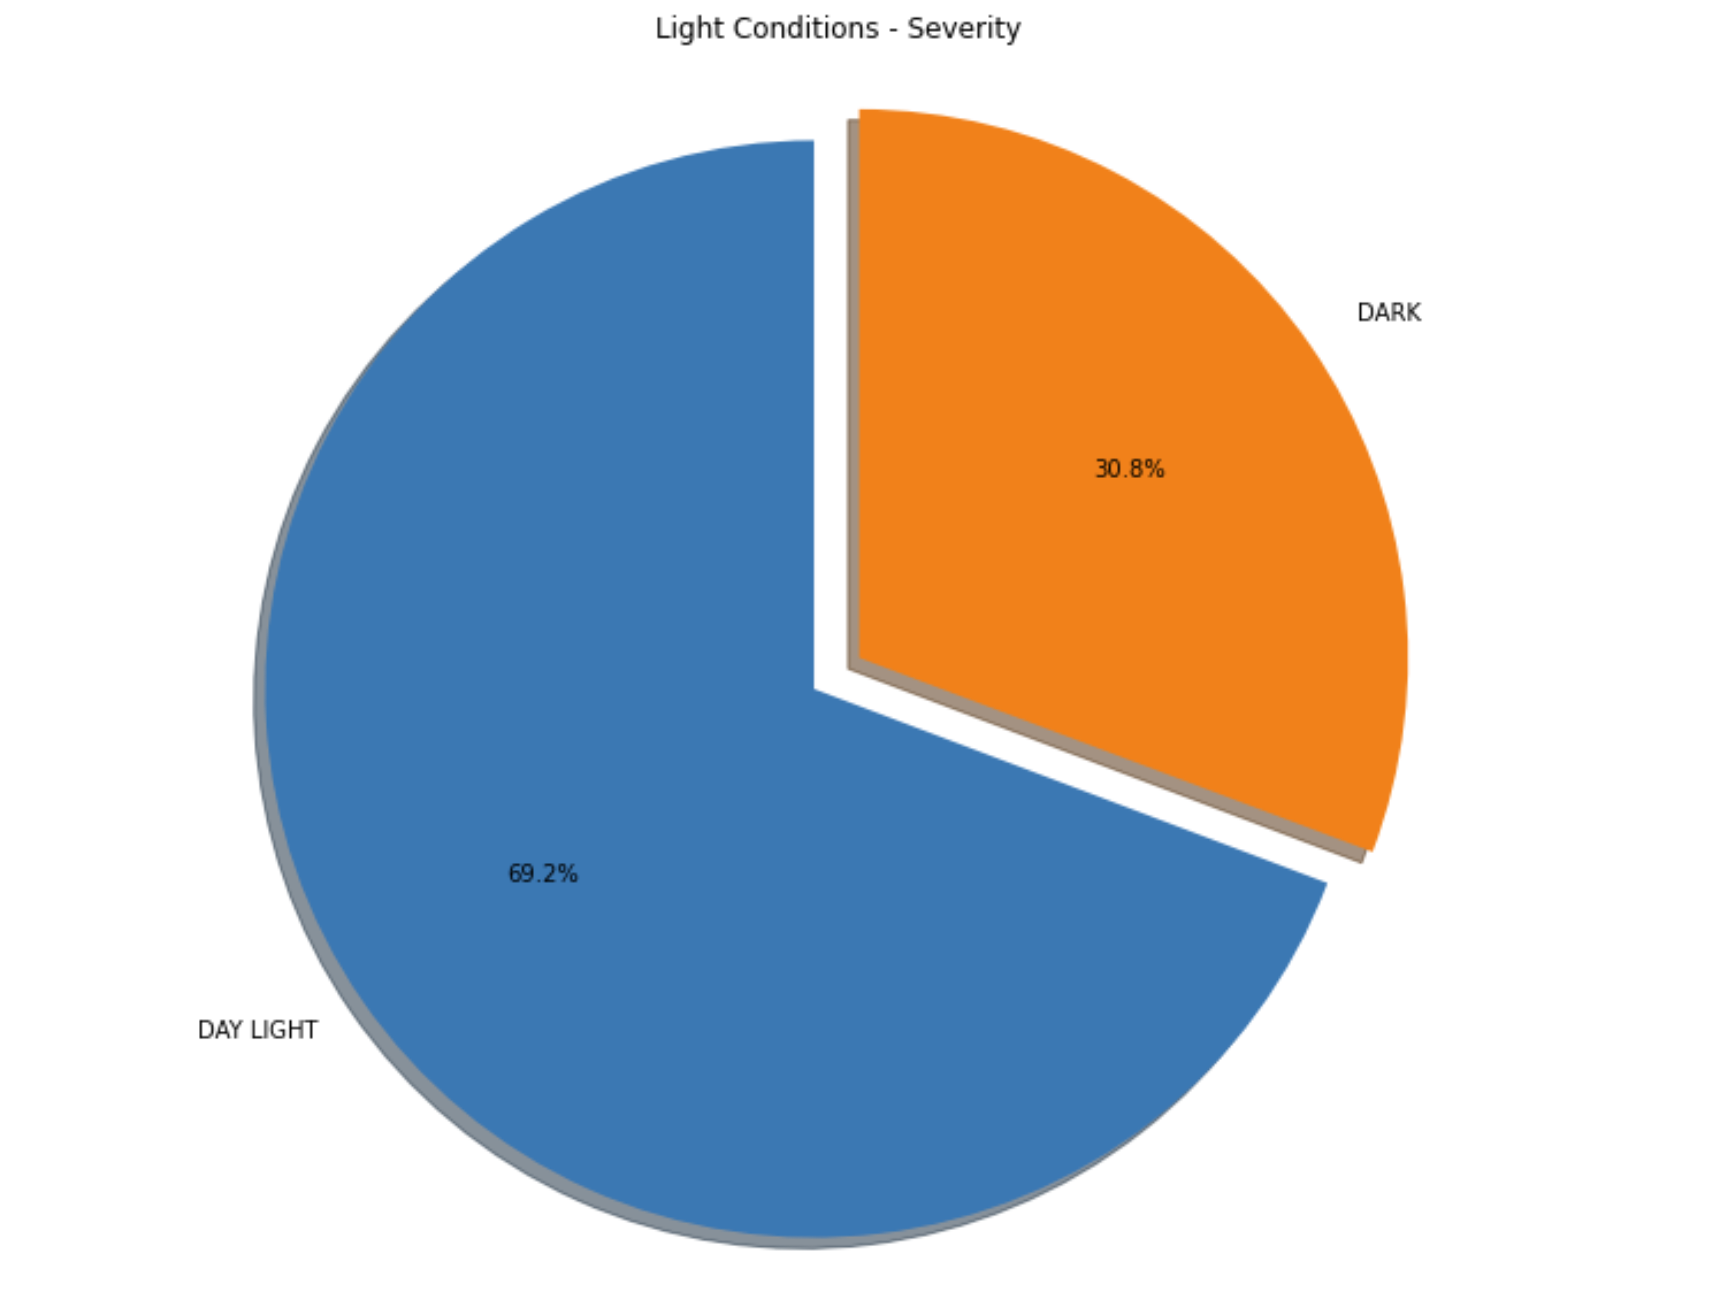 Light Conditions - Severity
DARK
30.8%
69.2%
DAY LIGHT